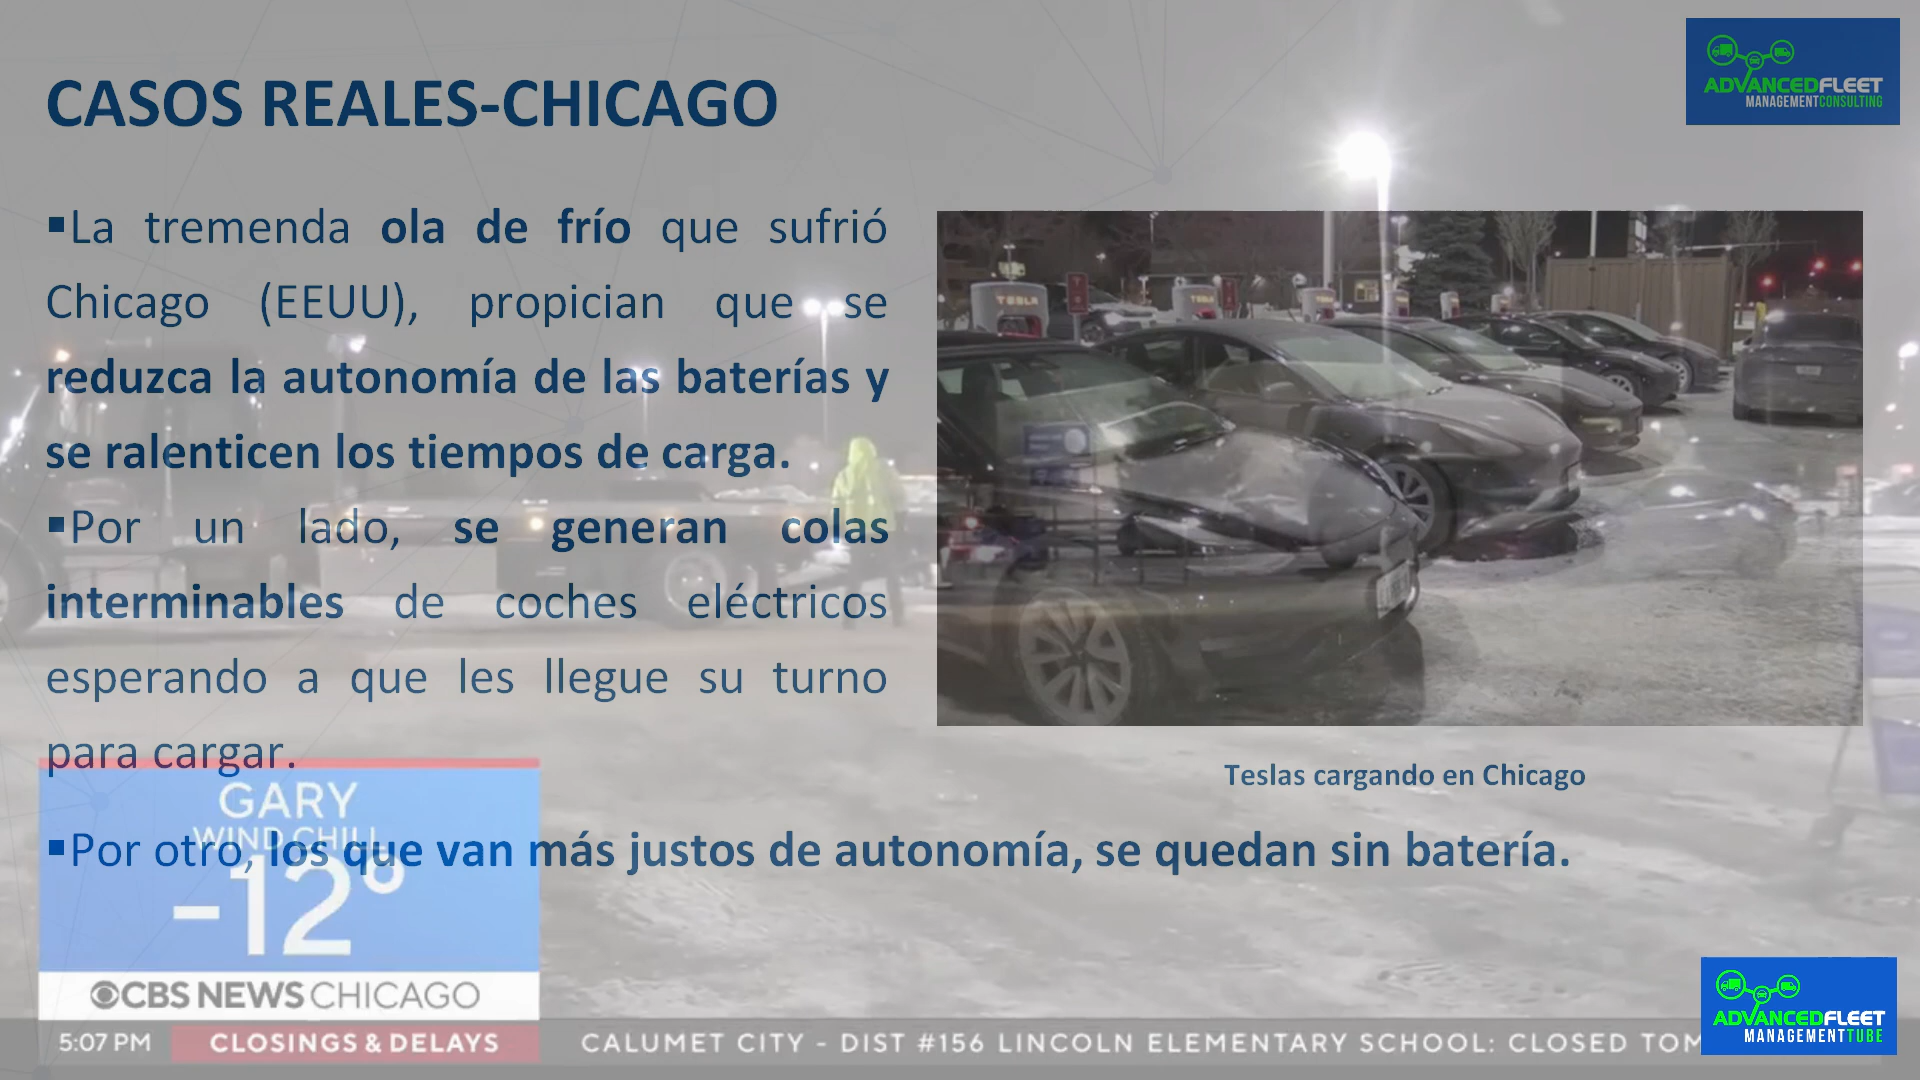 CASOS REALES-CHICAGO
ADVANCEDFLEET
MANAGEMENTCONSULTING
▪La tremenda ola de frío que sufrió
Chicago (EEUU), propician que se
reduzca la autonomía de las baterías y
se ralenticen los tiempos de carga.
▪Por un lado, se generan colas
interminables de coches eléctricos
esperando a que les llegue su turno
para cargar.
TESLA
Teslas cargando en Chicago
▪Por otro, los que van más justos de autonomía, se quedan sin batería.
GARY
WIND CHILL
-12°
CBS NEWS CHICAGO
5:07 PM CLOSINGS & DELAYS CALUMET CITY - DIST #156 LINCOLN ELEMENTARY SCHOOL: CLOSED TOM
ADVANCEDFLEET
MANAGEMENTTUBE